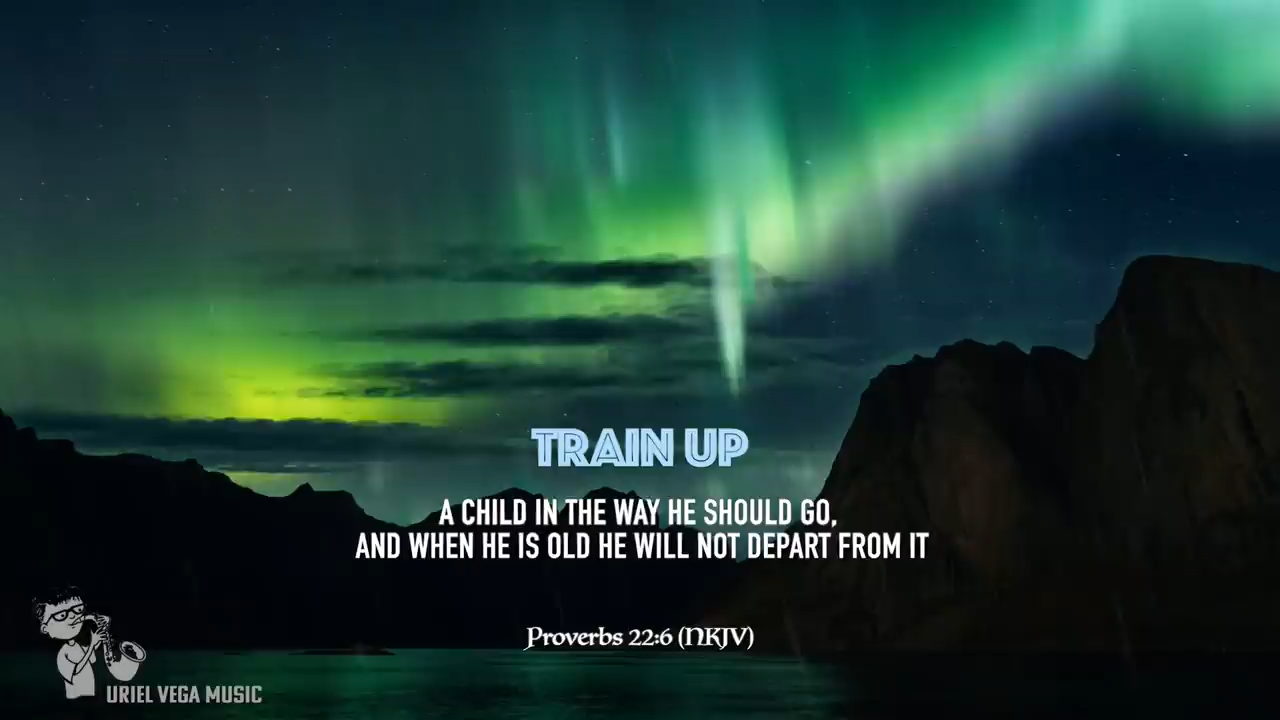 TRAIN UP
A CHILD IN THE WAY HE SHOULD GO,
AND WHEN HE IS OLD HE WILL NOT DEPART FROM IT
Proverbs 22:6 (NKJV)
URIEL VEGA MUSIC